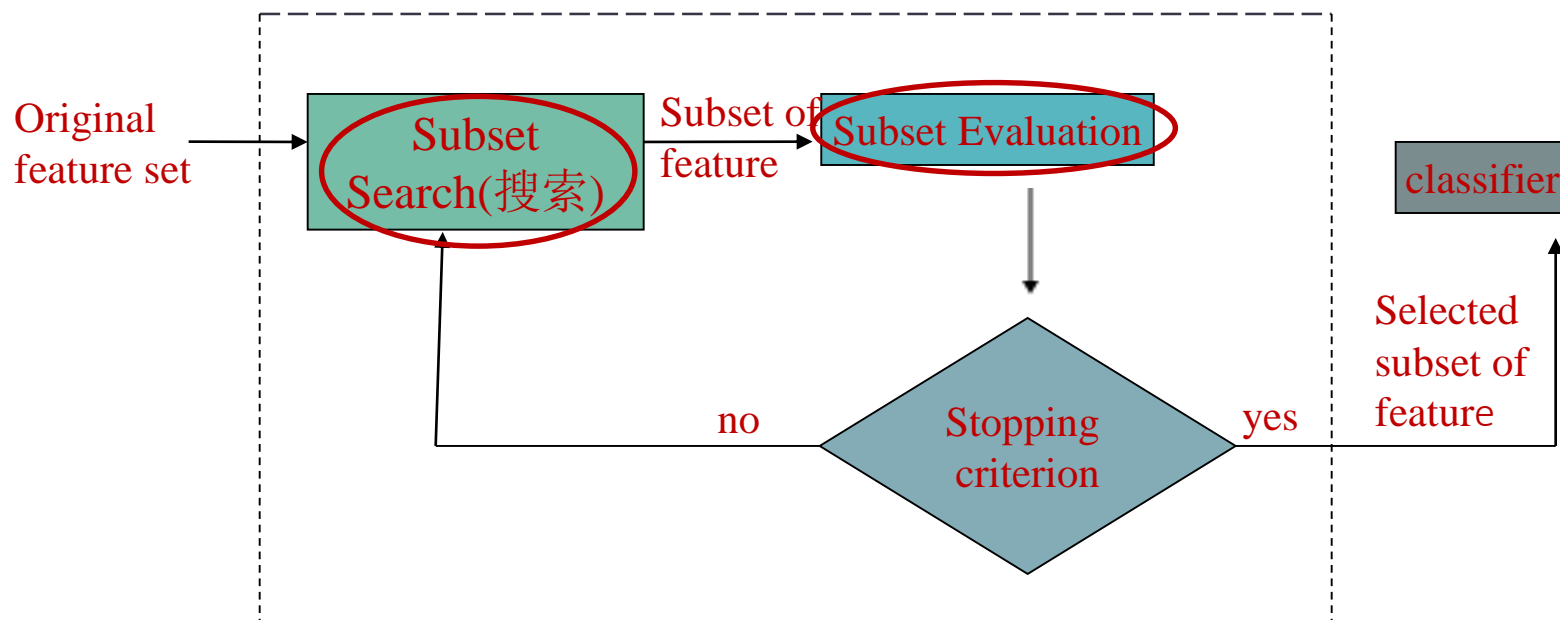 Original
feature set
Subset
Search(搜索)
Subset of
feature
Subset Evaluation
classifier
Selected
subset of
feature
no
Stopping
criterion
yes